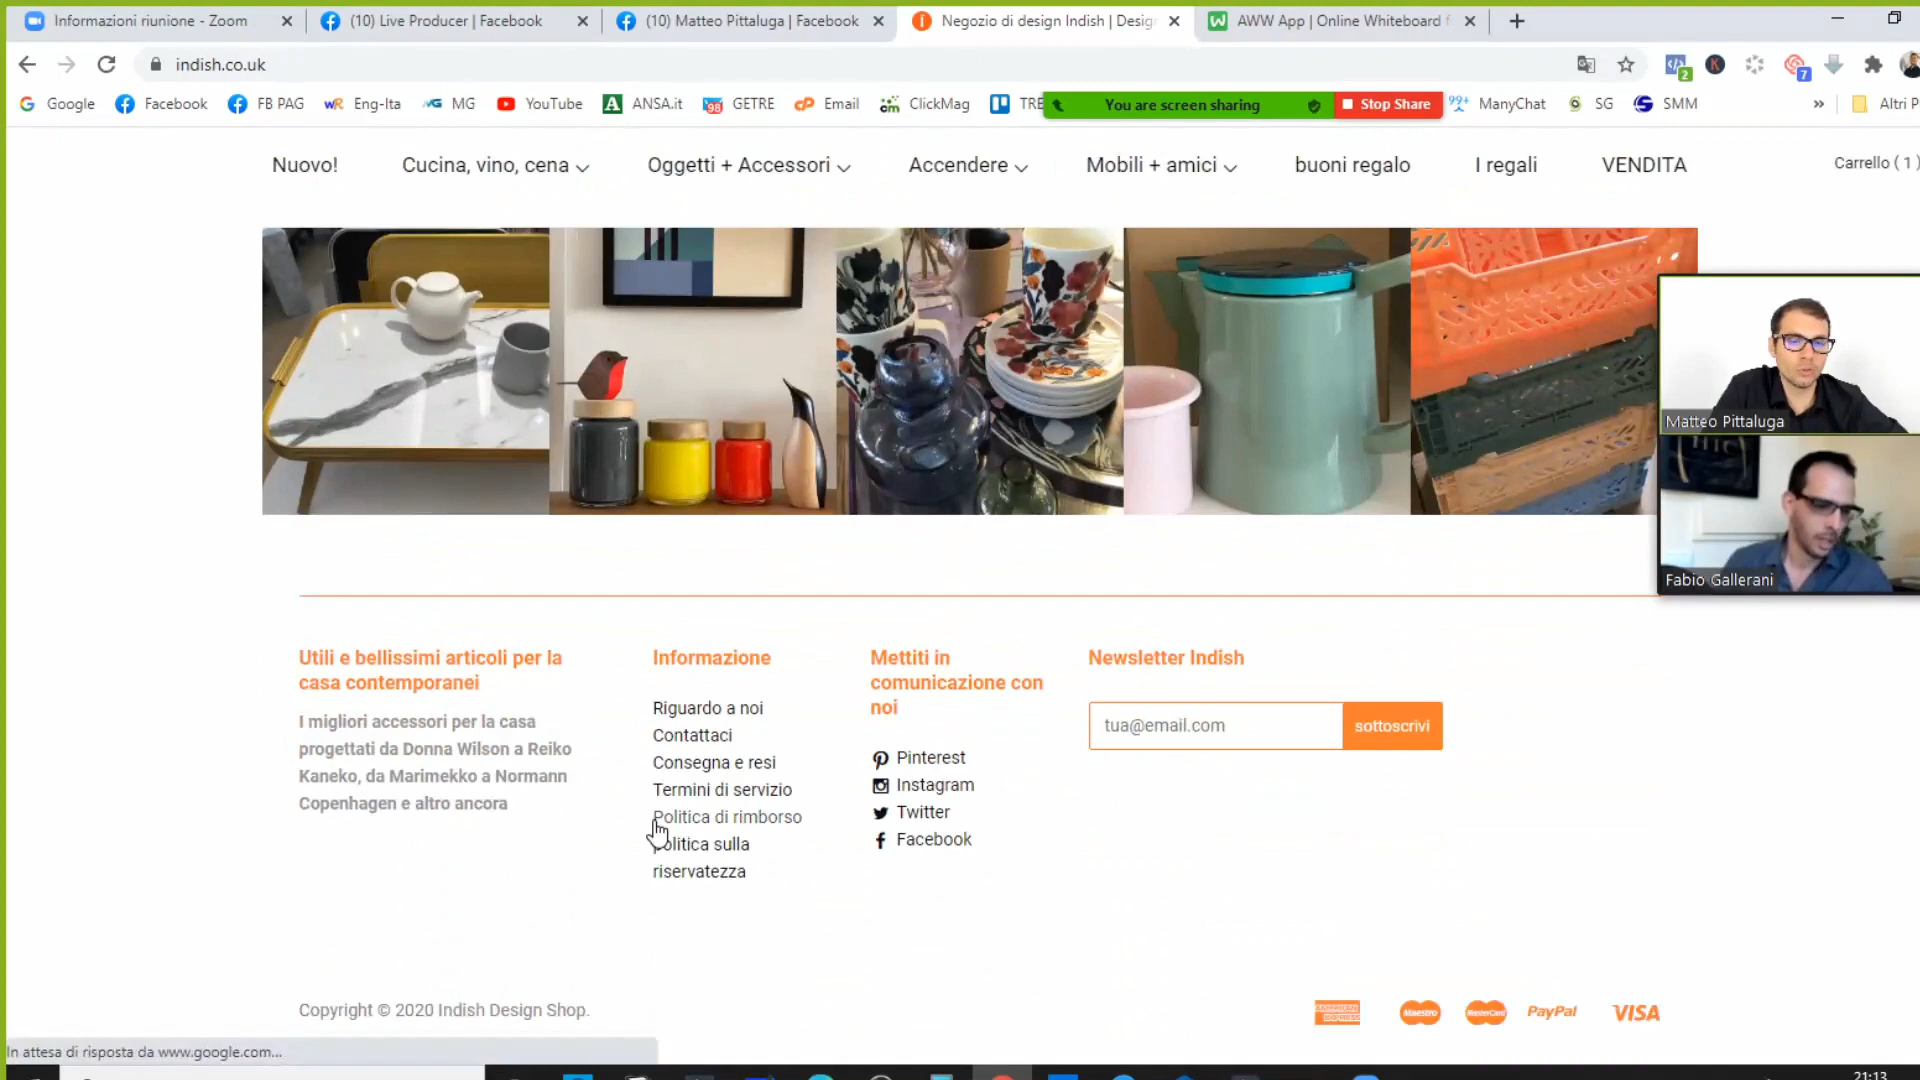 Informazioni riunione - Zoom
(10) Live Producer | Facebook
(10) Matteo Pittaluga | Facebook
Negozio di design Indish | Desig
AWW App | Online Whiteboard f
indish.co.uk
2
7
Google
Facebook
FB PAG
Eng-Ita
MG
YouTube
ANSA.it
GETRE
Email
ClickMag
TRE
You are screen sharing
Stop Share
99+
ManyChat
SG
SMM
»
Altri P
Nuovo!
Cucina, vino, cena
Oggetti + Accessori
Accendere
Mobili + amici
buoni regalo
I regali
VENDITA
Carrello ( 1 )
Matteo Pittaluga
Fabio Gallerani
Utili e bellissimi articoli per la
casa contemporanei
I migliori accessori per la casa
progettati da Donna Wilson a Reiko
Kaneko, da Marimekko a Normann
Copenhagen e altro ancora
Informazione
Riguardo a noi
Contattaci
Consegna e resi
Termini di servizio
Politica di rimborso
Politica sulla
riservatezza
Mettiti in
comunicazione con
noi
Pinterest
Instagram
Twitter
Facebook
Newsletter Indish
tua@email.com
sottoscrivi
Copyright © 2020 Indish Design Shop.
Maestro
MasterCard
PayPal
VISA
In attesa di risposta da www.google.com...
21:13